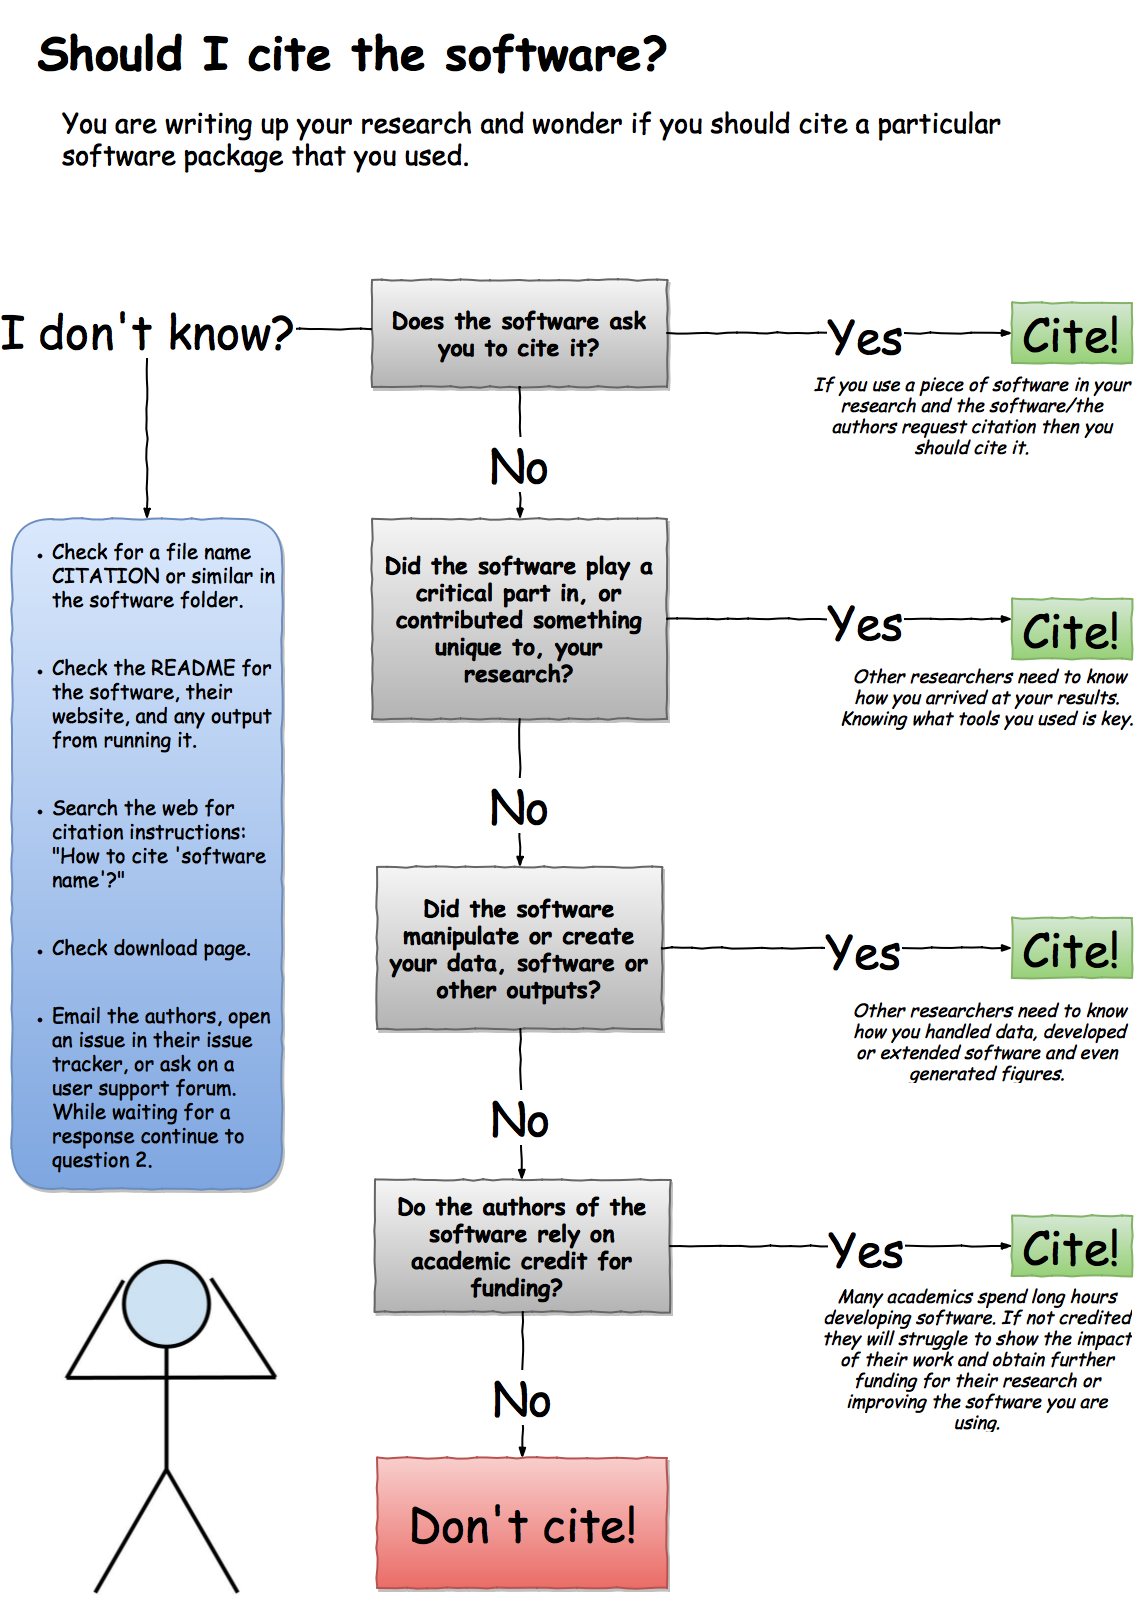 Should I cite the software?
You are writing up your research and wonder if you should cite a particular
software package that you used.
I don't know?
Does the software ask
you to cite it?
Yes
Cite!
If you use a piece of software in your
research and the software/the
authors request citation then you
should cite it.
No
• Check for a file name
CITATION or similar in
the software folder.
• Check the README for
the software, their
website, and any output
from running it.
• Search the web for
citation instructions:
"How to cite 'software
name'?"
• Check download page.
• Email the authors, open
an issue in their issue
tracker, or ask on a
user support forum.
While waiting for a
response continue to
question 2.
Did the software play a
critical part in, or
contributed something
unique to, your
research?
Yes
Cite!
Other researchers need to know
how you arrived at your results.
Knowing what tools you used is key.
No
Did the software
manipulate or create
your data, software or
other outputs?
Yes
Cite!
Other researchers need to know
how you handled data, developed
or extended software and even
generated figures.
No
Do the authors of the
software rely on
academic credit for
funding?
Yes
Cite!
Many academics spend long hours
developing software. If not credited
they will struggle to show the impact
of their work and obtain further
funding for their research or
improving the software you are
using.
No
Don't cite!